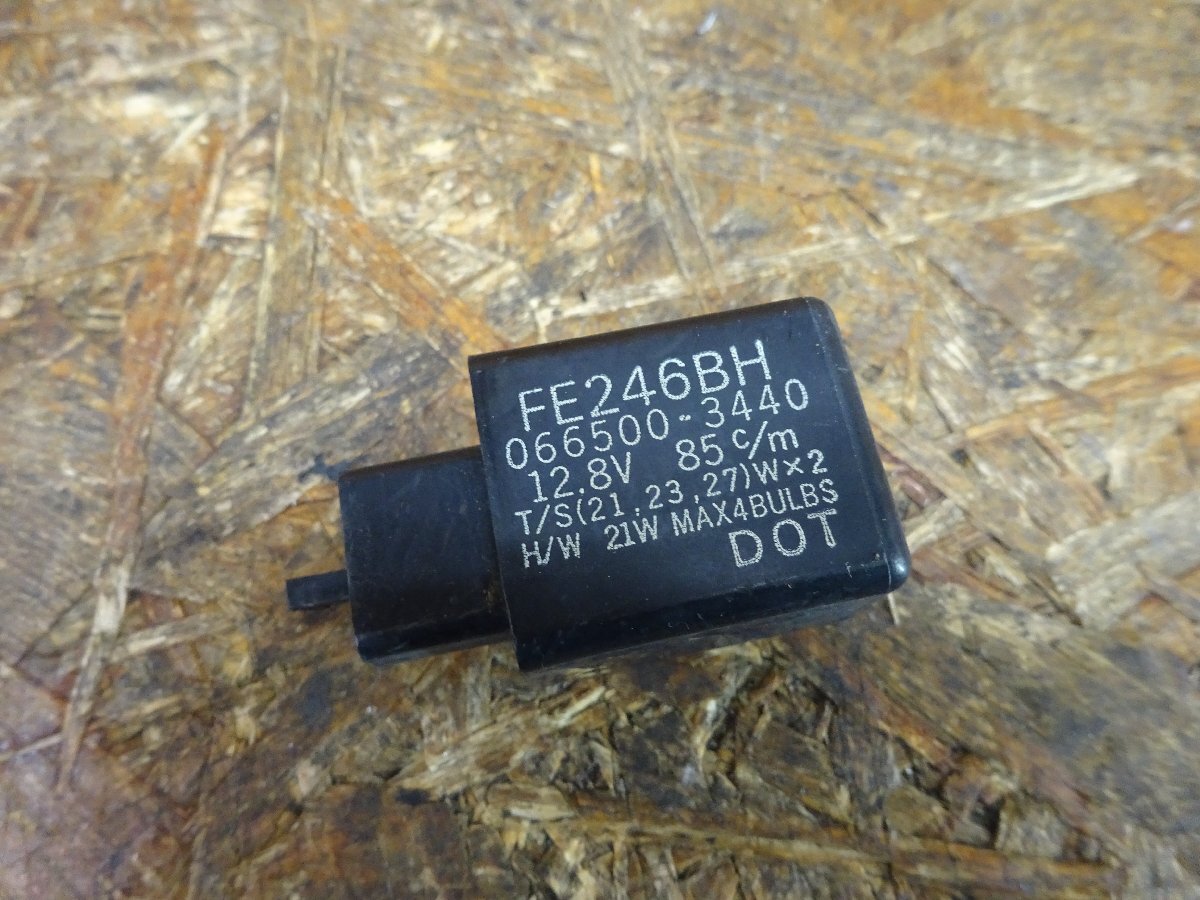 FE246BH
066500-3440
12.8V 85c/m
T/S(21,23,27)W×2
H/W 21W MAX4BULBS
DOT